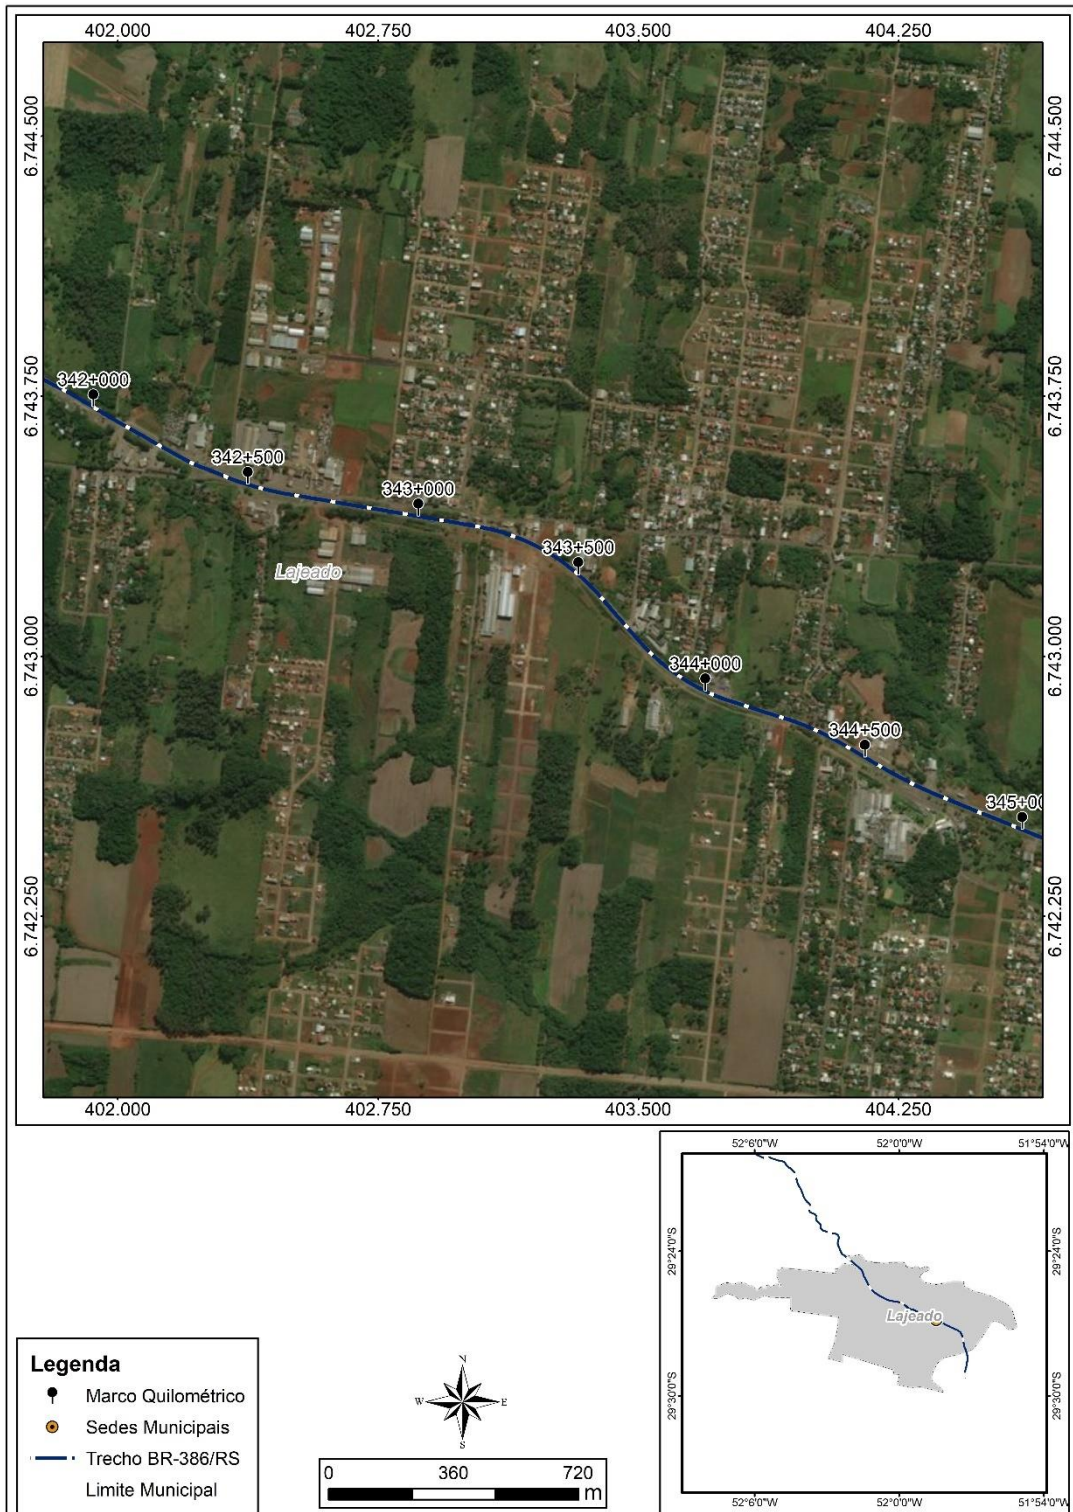 402.000 402.750 403.500 404.250
6.744.500 6.744.500
342+000
6.743.750 6.743.750
342+500
343+000
343+500
Lajeado
6.743.000 6.743.000
344+000
344+500
345+00
6.742.250 6.742.250
402.000 402.750 403.500 404.250
52°6'0"W 52°0'0"W 51°54'0"W
29°24'0"S 29°24'0"S
Lajeado
29°30'0"S 29°30'0"S
52°6'0"W 52°0'0"W 51°54'0"W
Legenda
Marco Quilométrico
Sedes Municipais
Trecho BR-386/RS
Limite Municipal
N
W E
S
0 360 720
m